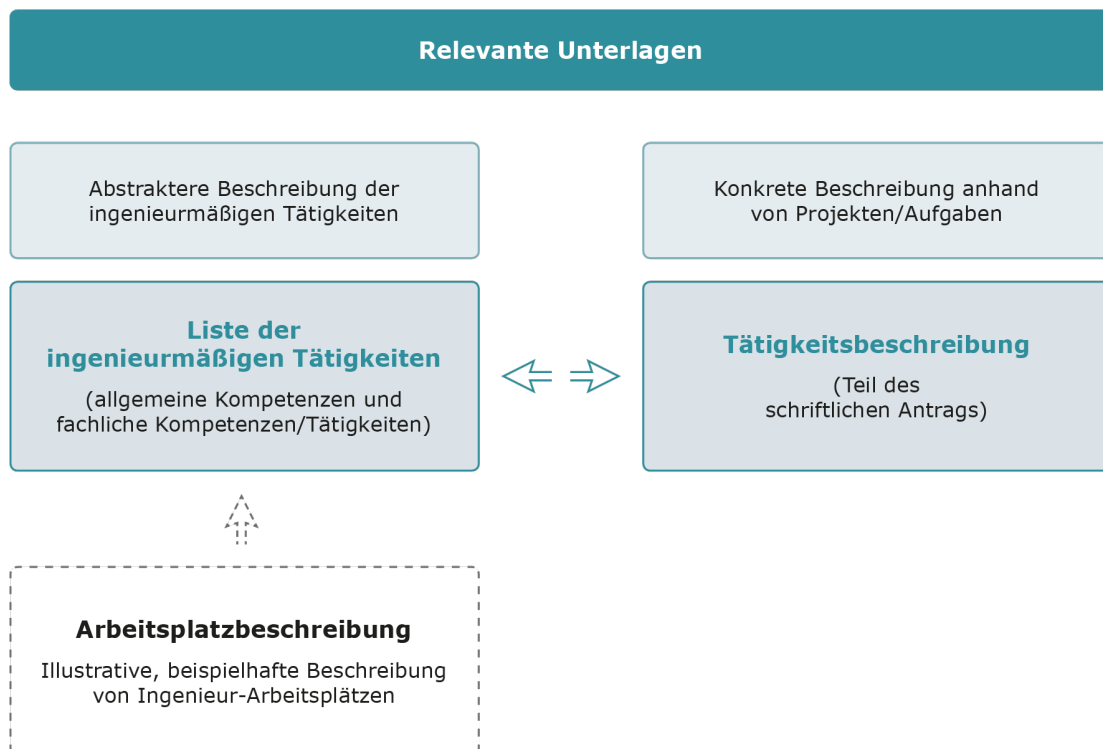 Relevante Unterlagen
Abstraktere Beschreibung der
ingenieurmäßigen Tätigkeiten
Konkrete Beschreibung anhand
von Projekten/Aufgaben
Liste der
ingenieurmäßigen Tätigkeiten
(allgemeine Kompetenzen und
fachliche Kompetenzen/Tätigkeiten)
Tätigkeitsbeschreibung
(Teil des
schriftlichen Antrags)
Arbeitsplatzbeschreibung
Illustrative, beispielhafte Beschreibung
von Ingenieur-Arbeitsplätzen